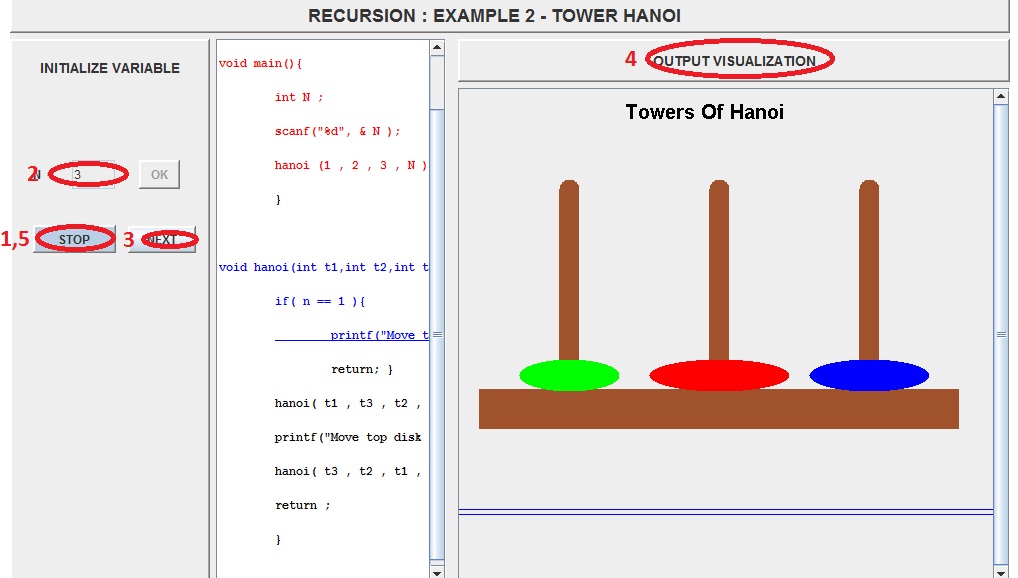 RECURSION : EXAMPLE 2 - TOWER HANOI
INITIALIZE VARIABLE
2 N 3 OK
1,5 STOP 3 NEXT
void main(){
int N ;
scanf("%d", & N );
hanoi (1 , 2 , 3 , N )
}
void hanoi(int t1,int t2,int t
if( n == 1 ){
printf("Move t
return; }
hanoi( t1 , t3 , t2 ,
printf("Move top disk
hanoi( t3 , t2 , t1 ,
return ;
}
4 OUTPUT VISUALIZATION
Towers Of Hanoi